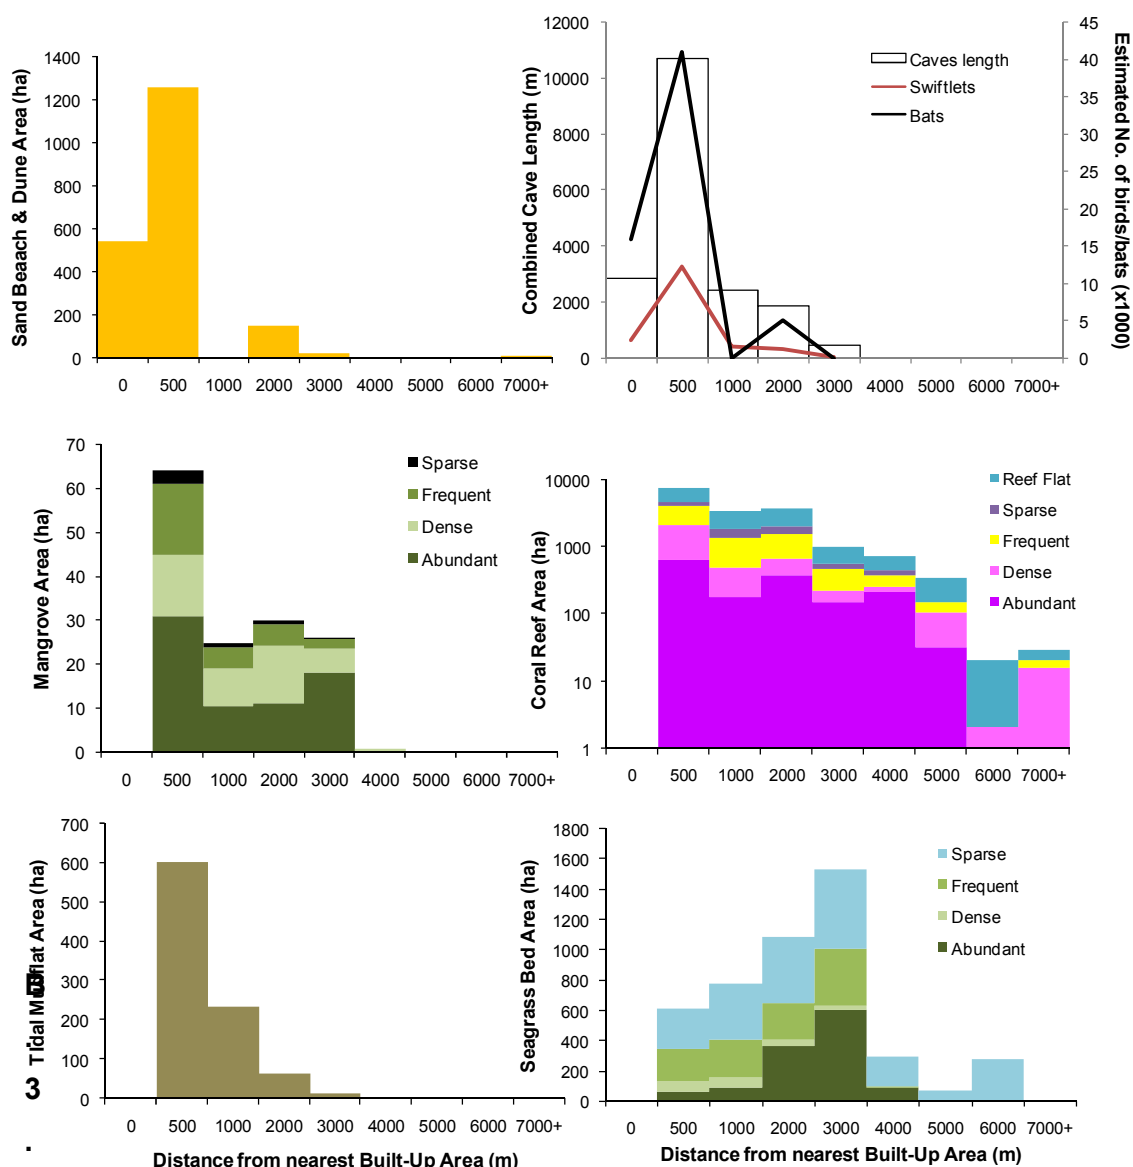 Sand Beaach & Dune Area (ha)
1400
1200
1000
800
600
400
200
0
0 500 1000 2000 3000 4000 5000 6000 7000+
Combined Cave Length (m)
12000
10000
8000
6000
4000
2000
0
45
40
35
30
25
20
15
10
5
0
Estimated No. of birds/bats (x1000)
Caves length
Swiftlets
Bats
0 500 1000 2000 3000 4000 5000 6000 7000+
Mangrove Area (ha)
70
60
50
40
30
20
10
0
Sparse
Frequent
Dense
Abundant
0 500 1000 2000 3000 4000 5000 6000 7000+
Coral Reef Area (ha)
10000
1000
100
10
1
Reef Flat
Sparse
Frequent
Dense
Abundant
0 500 1000 2000 3000 4000 5000 6000 7000+
Tidal Mudflat Area (ha)
700
600
500
400
300
200
100
0
0 500 1000 2000 3000 4000 5000 6000 7000+
Distance from nearest Built-Up Area (m)
3
.
Seagrass Bed Area (ha)
1800
1600
1400
1200
1000
800
600
400
200
0
Sparse
Frequent
Dense
Abundant
0 500 1000 2000 3000 4000 5000 6000 7000+
Distance from nearest Built-Up Area (m)